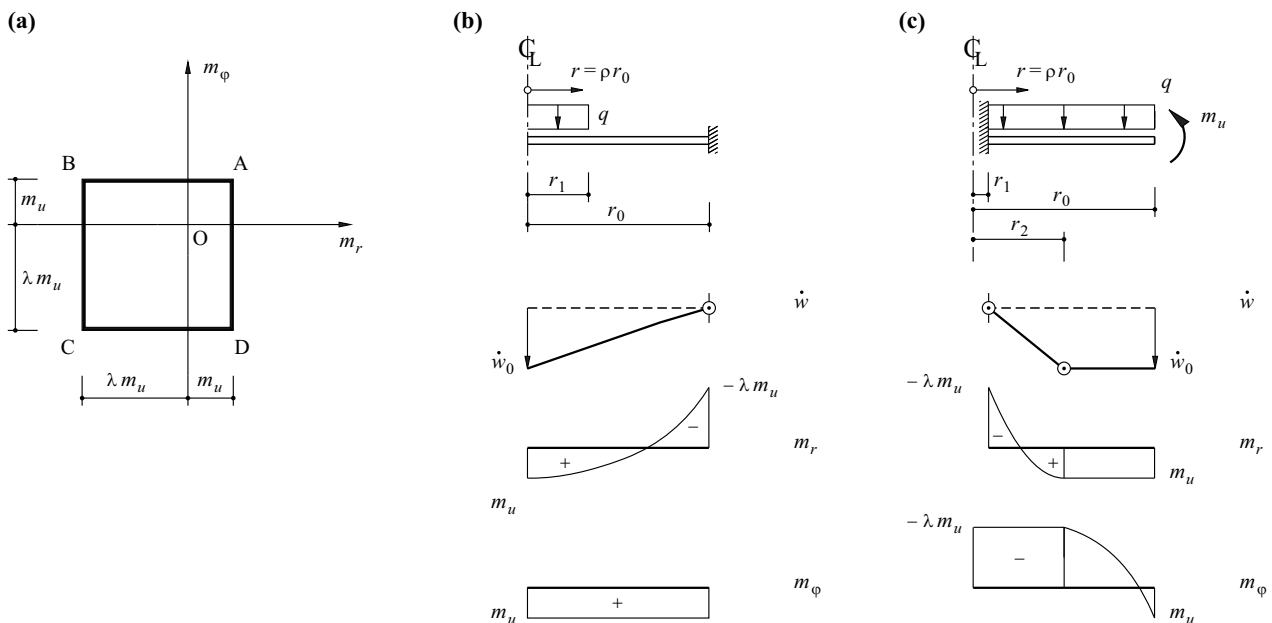 (a)
m_φ
B
A
m_u
O
m_r
λ m_u
C
D
λ m_u
m_u
(b)
C
L
r = ρ r_0
q
r_1
r_0
ẇ
ẇ_0
− λ m_u
−
m_r
+
m_u
+
m_φ
m_u
(c)
C
L
r = ρ r_0
q
m_u
r_1
r_0
r_2
ẇ
ẇ_0
− λ m_u
−
m_r
+
m_u
− λ m_u
−
m_φ
m_u